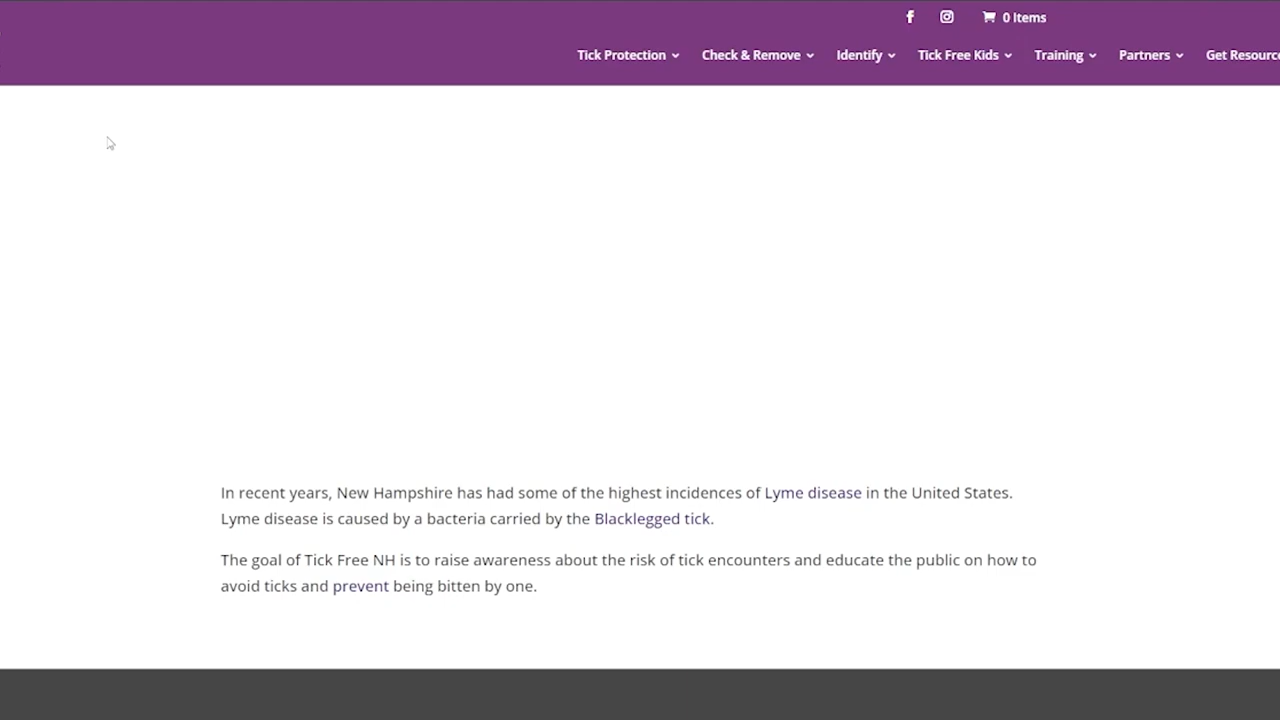 0 Items
Tick Protection Check & Remove Identify Tick Free Kids Training Partners Get Resourc
In recent years, New Hampshire has had some of the highest incidences of Lyme disease in the United States.
Lyme disease is caused by a bacteria carried by the Blacklegged tick.
The goal of Tick Free NH is to raise awareness about the risk of tick encounters and educate the public on how to
avoid ticks and prevent being bitten by one.